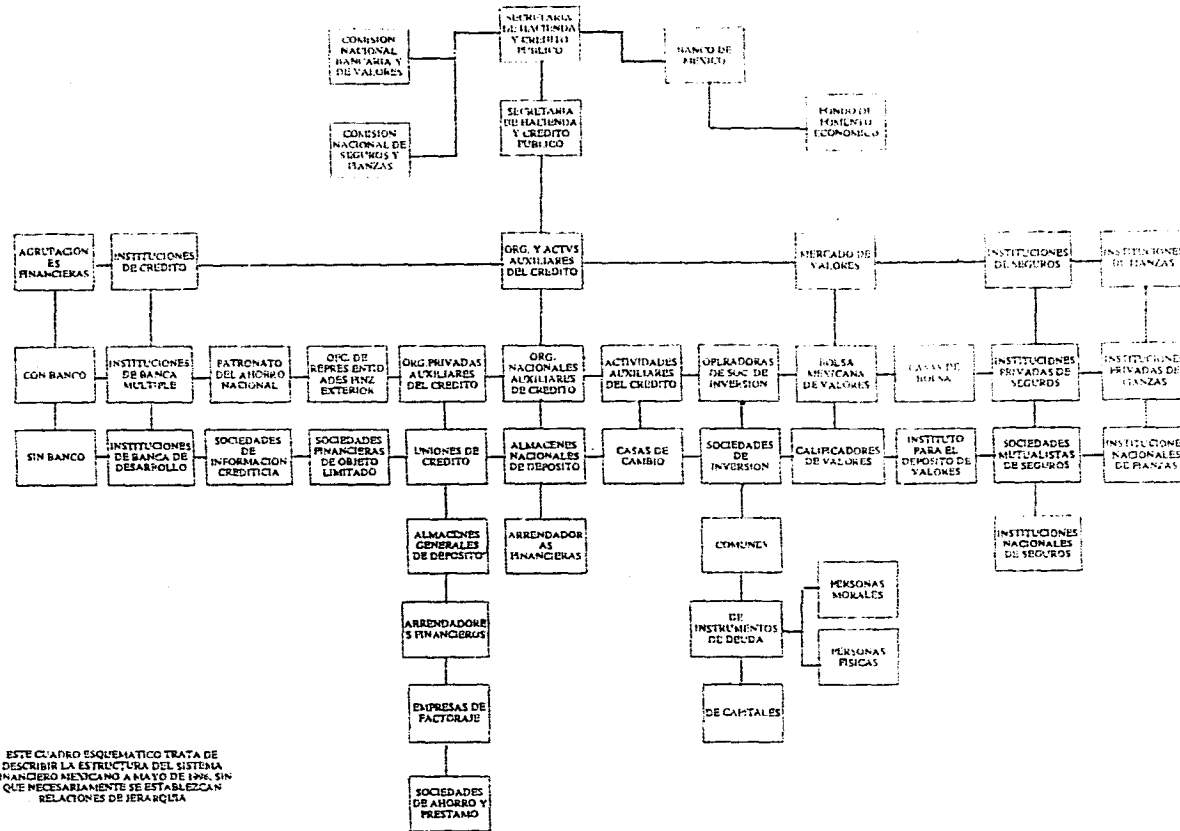 SECRETARIA
DE HACIENDA
Y CREDITO
PUBLICO
COMISION
NACIONAL
BANCARIA Y
DE VALORES
BANCO DE
MEXICO
SECRETARIA
DE HACIENDA
Y CREDITO
PUBLICO
FONDO DE
FOMENTO
ECONOMICO
COMISION
NACIONAL DE
SEGUROS Y
FIANZAS
AGRUPACION
ES
FINANCIERAS
INSTITUCIONES
DE CREDITO
ORG. Y ACTVS
AUXILIARES
DEL CREDITO
MERCADO DE
VALORES
INSTITUCIONES
DE SEGUROS
INSTITUCIONES
DE FIANZAS
CON BANCO
INSTITUCIONES
DE BANCA
MULTIPLE
PATRONATO
DEL AHORRO
NACIONAL
OFC. DE
REPRES ENTID
ADES FINZ
EXTERIOR
ORG.PRIVADAS
AUXILIARES
DEL CREDITO
ORG.
NACIONALES
AUXILIARES
DE CREDITO
ACTIVIDADES
AUXILIARES
DEL CREDITO
OPERADORAS
DE SOC. DE
INVERSION
BOLSA
MEXICANA
DE VALORES
CASAS DE
BOLSA
INSTITUCIONES
PRIVADAS DE
SEGUROS
INSTITUCIONES
PRIVADAS DE
FIANZAS
SIN BANCO
INSTITUCIONES
DE BANCA DE
DESARROLLO
SOCIEDADES
DE
INFORMACION
CREDITICIA
SOCIEDADES
FINANCIERAS
DE OBJETO
LIMITADO
UNIONES DE
CREDITO
ALMACENES
NACIONALES
DE DEPOSITO
CASAS DE
CAMBIO
SOCIEDADES
DE
INVERSION
CALIFICADORES
DE VALORES
INSTITUTO
PARA EL
DEPOSITO DE
VALORES
SOCIEDADES
MUTUALISTAS
DE SEGUROS
INSTITUCIONE
NACIONALES
DE FIANZAS
ALMACENES
GENERALES
DE DEPOSITO
ARRENDADOR
AS
FINANCIERAS
COMUNES
INSTITUCIONES
NACIONALES
DE SEGUROS
ARRENDADORE
S FINANCIEROS
DE
INSTRUMENTOS
DE DEUDA
PERSONAS
MORALES
PERSONAS
FISICAS
EMPRESAS DE
FACTORAJE
DE CAPITALES
SOCIEDADES
DE AHORRO Y
PRESTAMO
ESTE CUADRO ESQUEMATICO TRATA DE
DESCRIBIR LA ESTRUCTURA DEL SISTEMA
INANCIERO MEXICANO A MAYO DE 1996, SIN
QUE NECESARIAMENTE SE ESTABLEZCAN
RELACIONES DE JERARQUIA